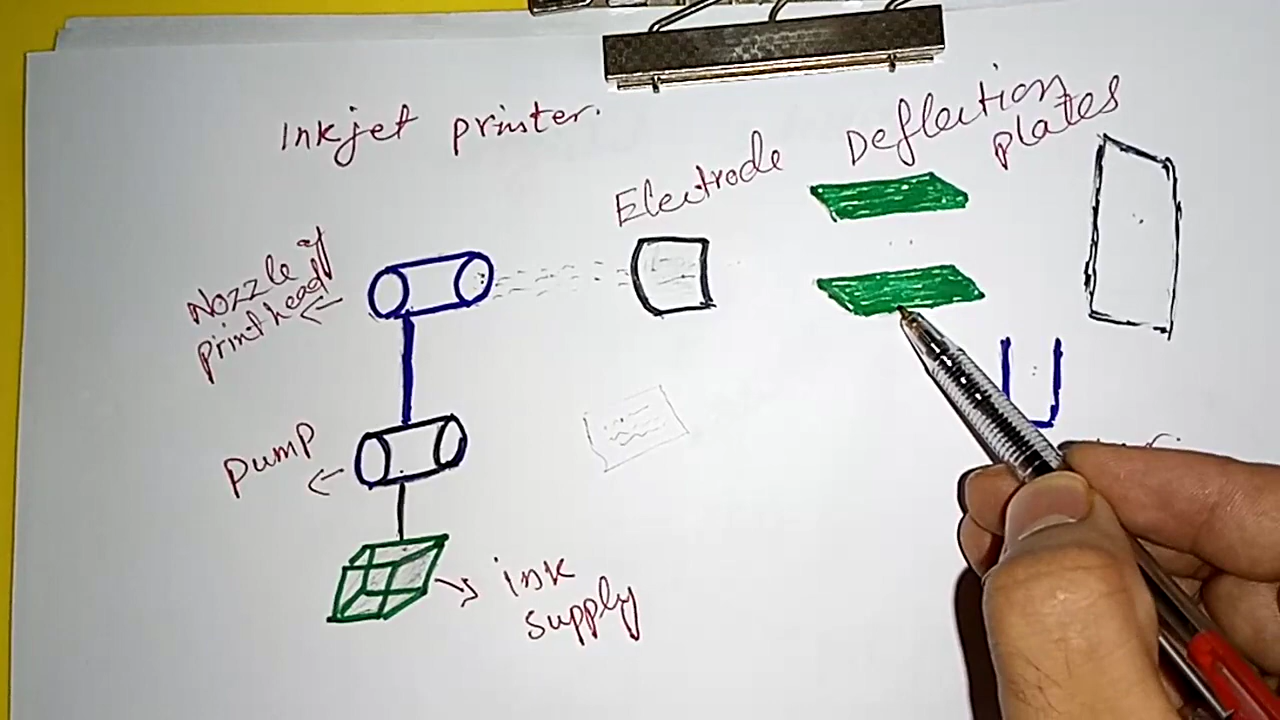 Inkjet printer.
Deflection
plates
Electrode
Nozzle of
print head
pump
ink
supply